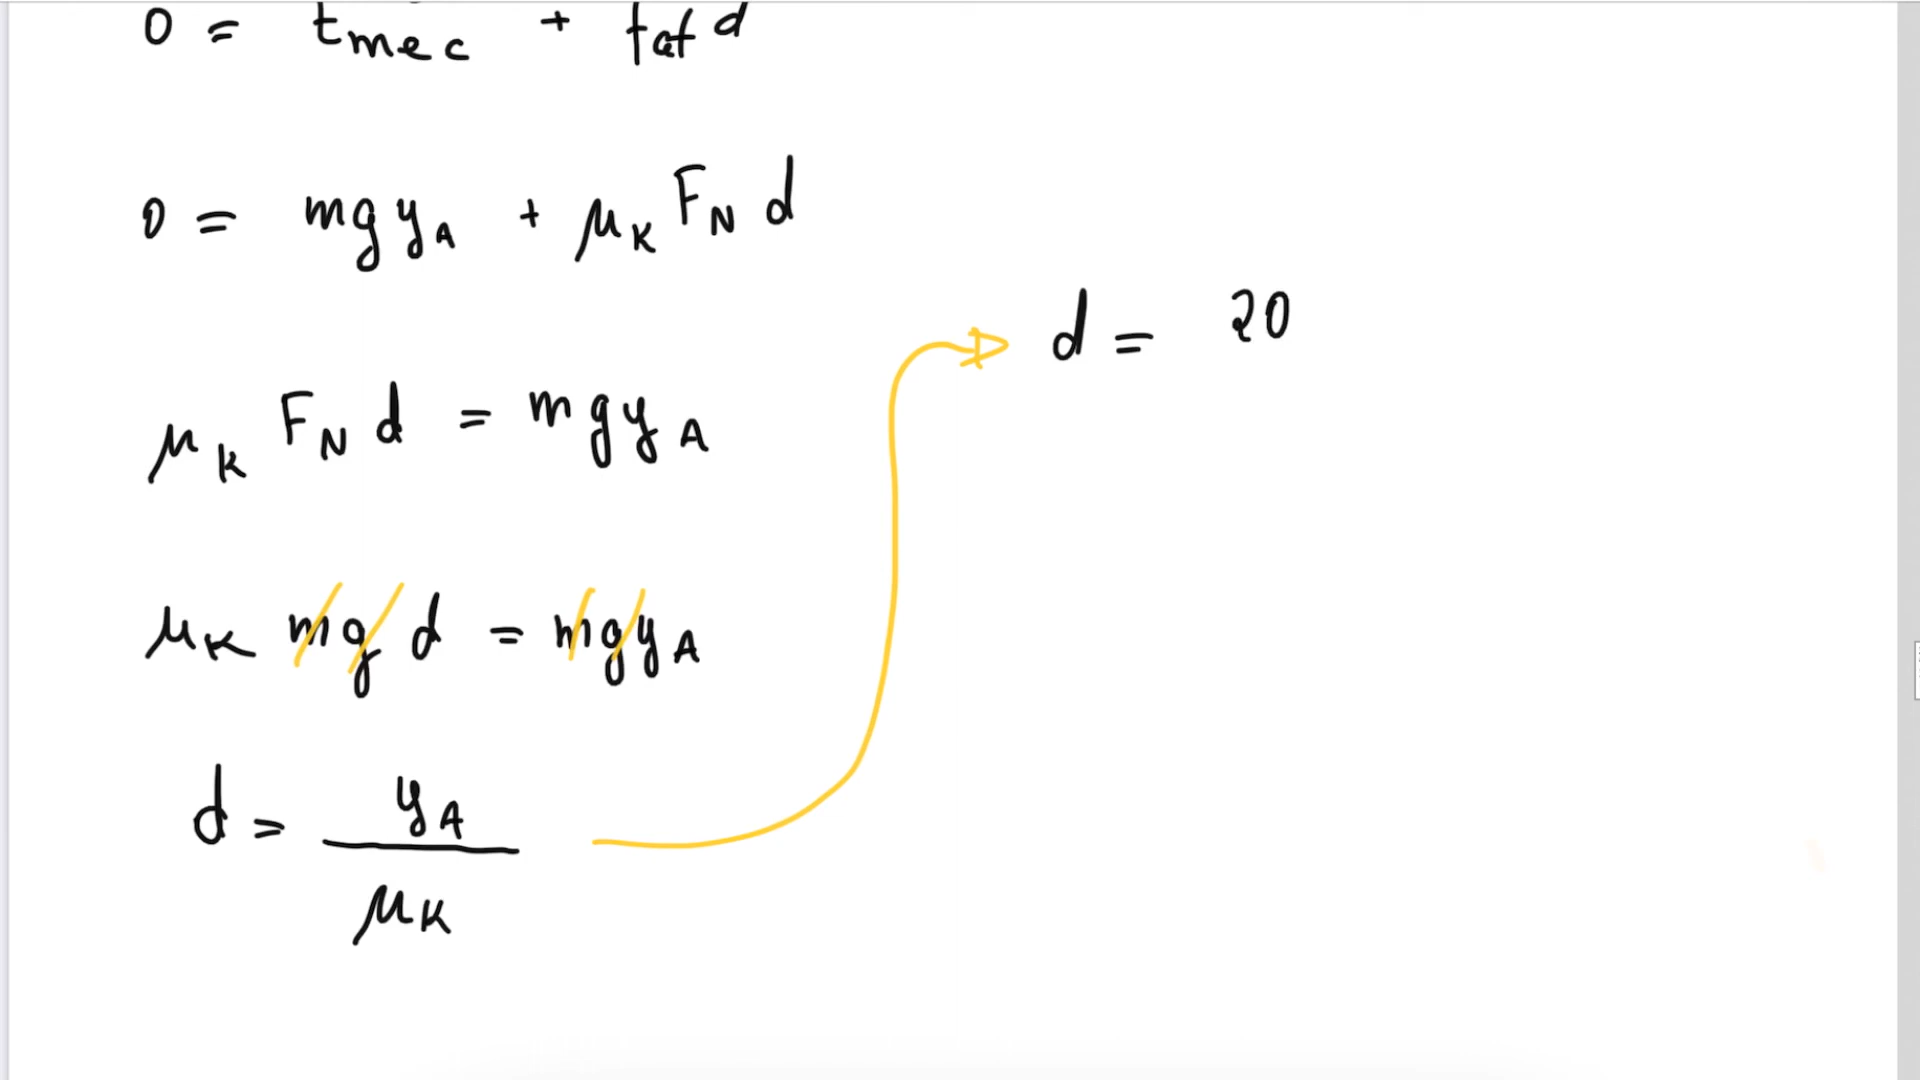 0 = tmec + fat d
0 = mgyA + μK FN d
μK FN d = mgyA
μK mg d = mgyA
d = yA / μK
d = 20